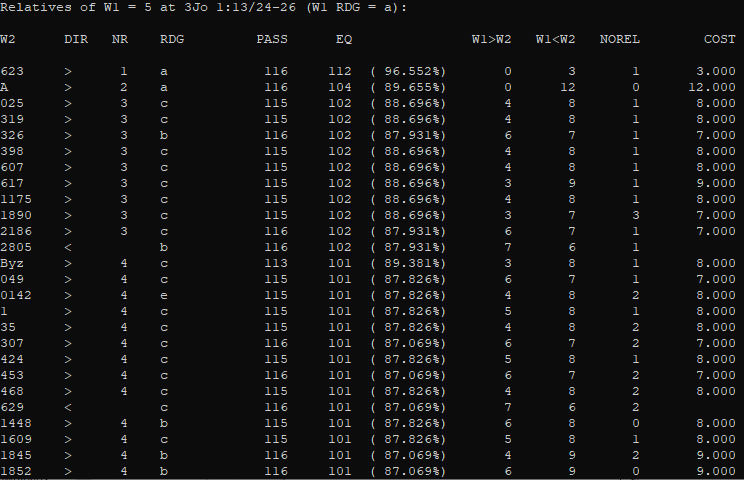 Relatives of W1 = 5 at 3Jo 1:13/24-26 (W1 RDG = a):
W2 DIR NR RDG PASS EQ W1>W2 W1<W2 NOREL COST
623 > 1 a 116 112 ( 96.552%) 0 3 1 3.000
A > 2 a 116 104 ( 89.655%) 0 12 0 12.000
025 > 3 c 115 102 ( 88.696%) 4 8 1 8.000
319 > 3 c 115 102 ( 88.696%) 4 8 1 8.000
326 > 3 b 116 102 ( 87.931%) 6 7 1 7.000
398 > 3 c 115 102 ( 88.696%) 4 8 1 8.000
607 > 3 c 115 102 ( 88.696%) 4 8 1 8.000
617 > 3 c 115 102 ( 88.696%) 3 9 1 9.000
1175 > 3 c 115 102 ( 88.696%) 4 8 1 8.000
1890 > 3 c 115 102 ( 88.696%) 3 7 3 7.000
2186 > 3 c 116 102 ( 87.931%) 6 7 1 7.000
2805 < b 116 102 ( 87.931%) 7 6 1
Byz > 4 c 113 101 ( 89.381%) 3 8 1 8.000
049 > 4 c 115 101 ( 87.826%) 6 7 1 7.000
0142 > 4 e 115 101 ( 87.826%) 4 8 2 8.000
1 > 4 c 115 101 ( 87.826%) 5 8 1 8.000
35 > 4 c 115 101 ( 87.826%) 4 8 2 8.000
307 > 4 c 116 101 ( 87.069%) 6 7 2 7.000
424 > 4 c 115 101 ( 87.826%) 5 8 1 8.000
453 > 4 c 116 101 ( 87.069%) 6 7 2 7.000
468 > 4 c 115 101 ( 87.826%) 4 8 2 8.000
629 < c 116 101 ( 87.069%) 7 6 2
1448 > 4 b 115 101 ( 87.826%) 6 8 0 8.000
1609 > 4 c 115 101 ( 87.826%) 5 8 1 8.000
1845 > 4 b 116 101 ( 87.069%) 4 9 2 9.000
1852 > 4 b 116 101 ( 87.069%) 6 9 0 9.000